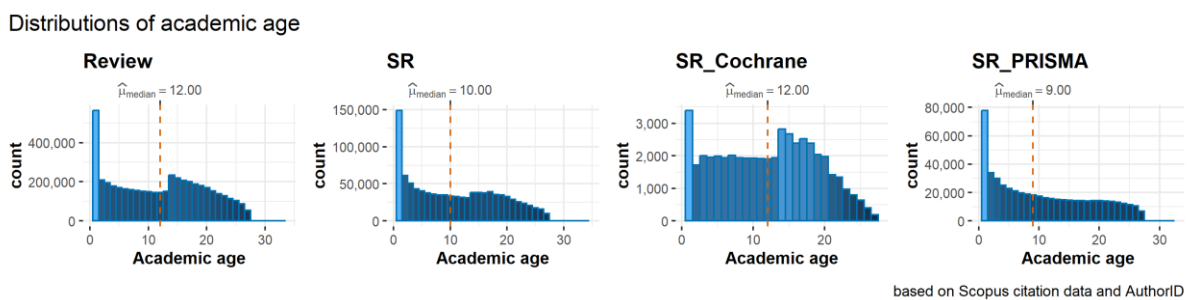 Distributions of academic age
Review
SR
SR_Cochrane
SR_PRISMA
μ̂median = 12.00
μ̂median = 10.00
μ̂median = 12.00
μ̂median = 9.00
count
400,000
200,000
0
0
10
20
30
Academic age
count
150,000
100,000
50,000
0
0
10
20
30
Academic age
count
3,000
2,000
1,000
0
0
10
20
Academic age
count
80,000
60,000
40,000
20,000
0
0
10
20
30
Academic age
based on Scopus citation data and AuthorID